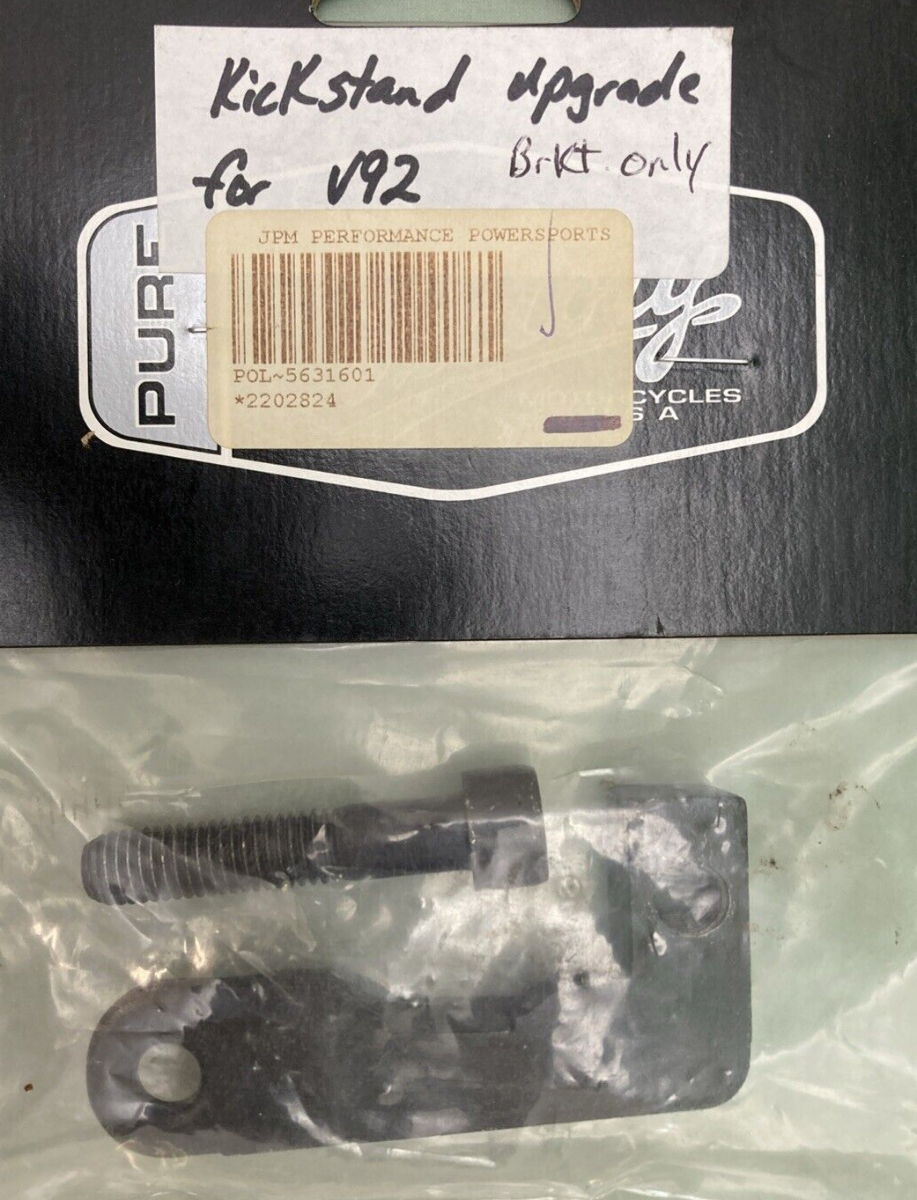 Kickstand upgrade
for V92 Brkt. only
JPM PERFORMANCE POWERSPORTS
POL~5631601
*2202824
PURE
CYCLES
S A